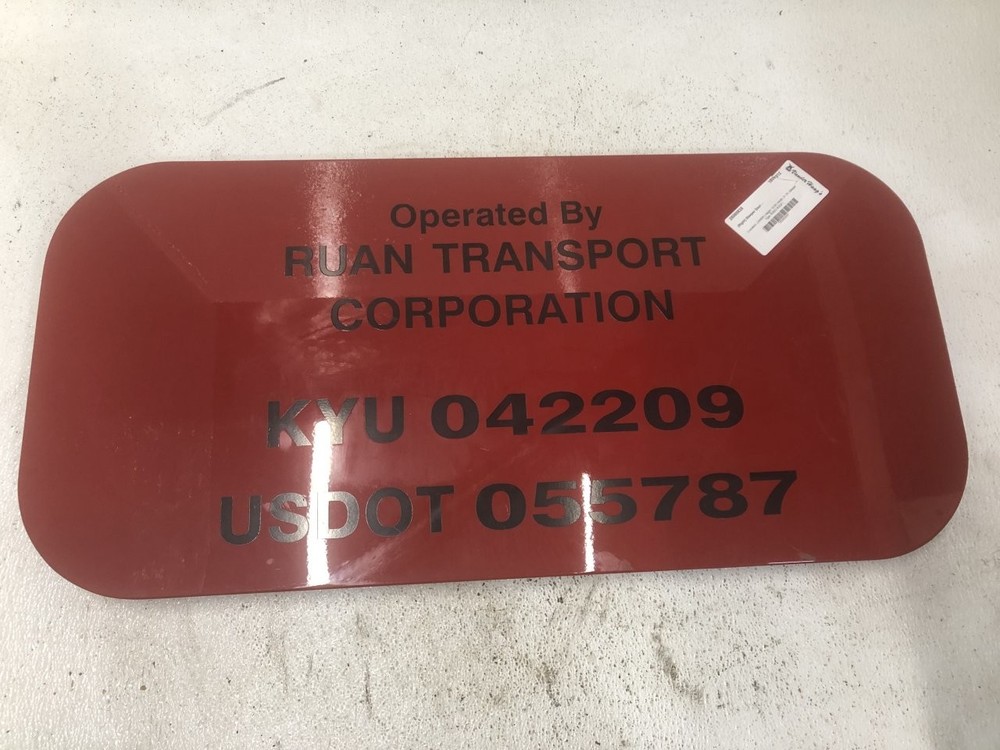 Operated By
RUAN TRANSPORT
CORPORATION
KYU 042209
USDOT 055787